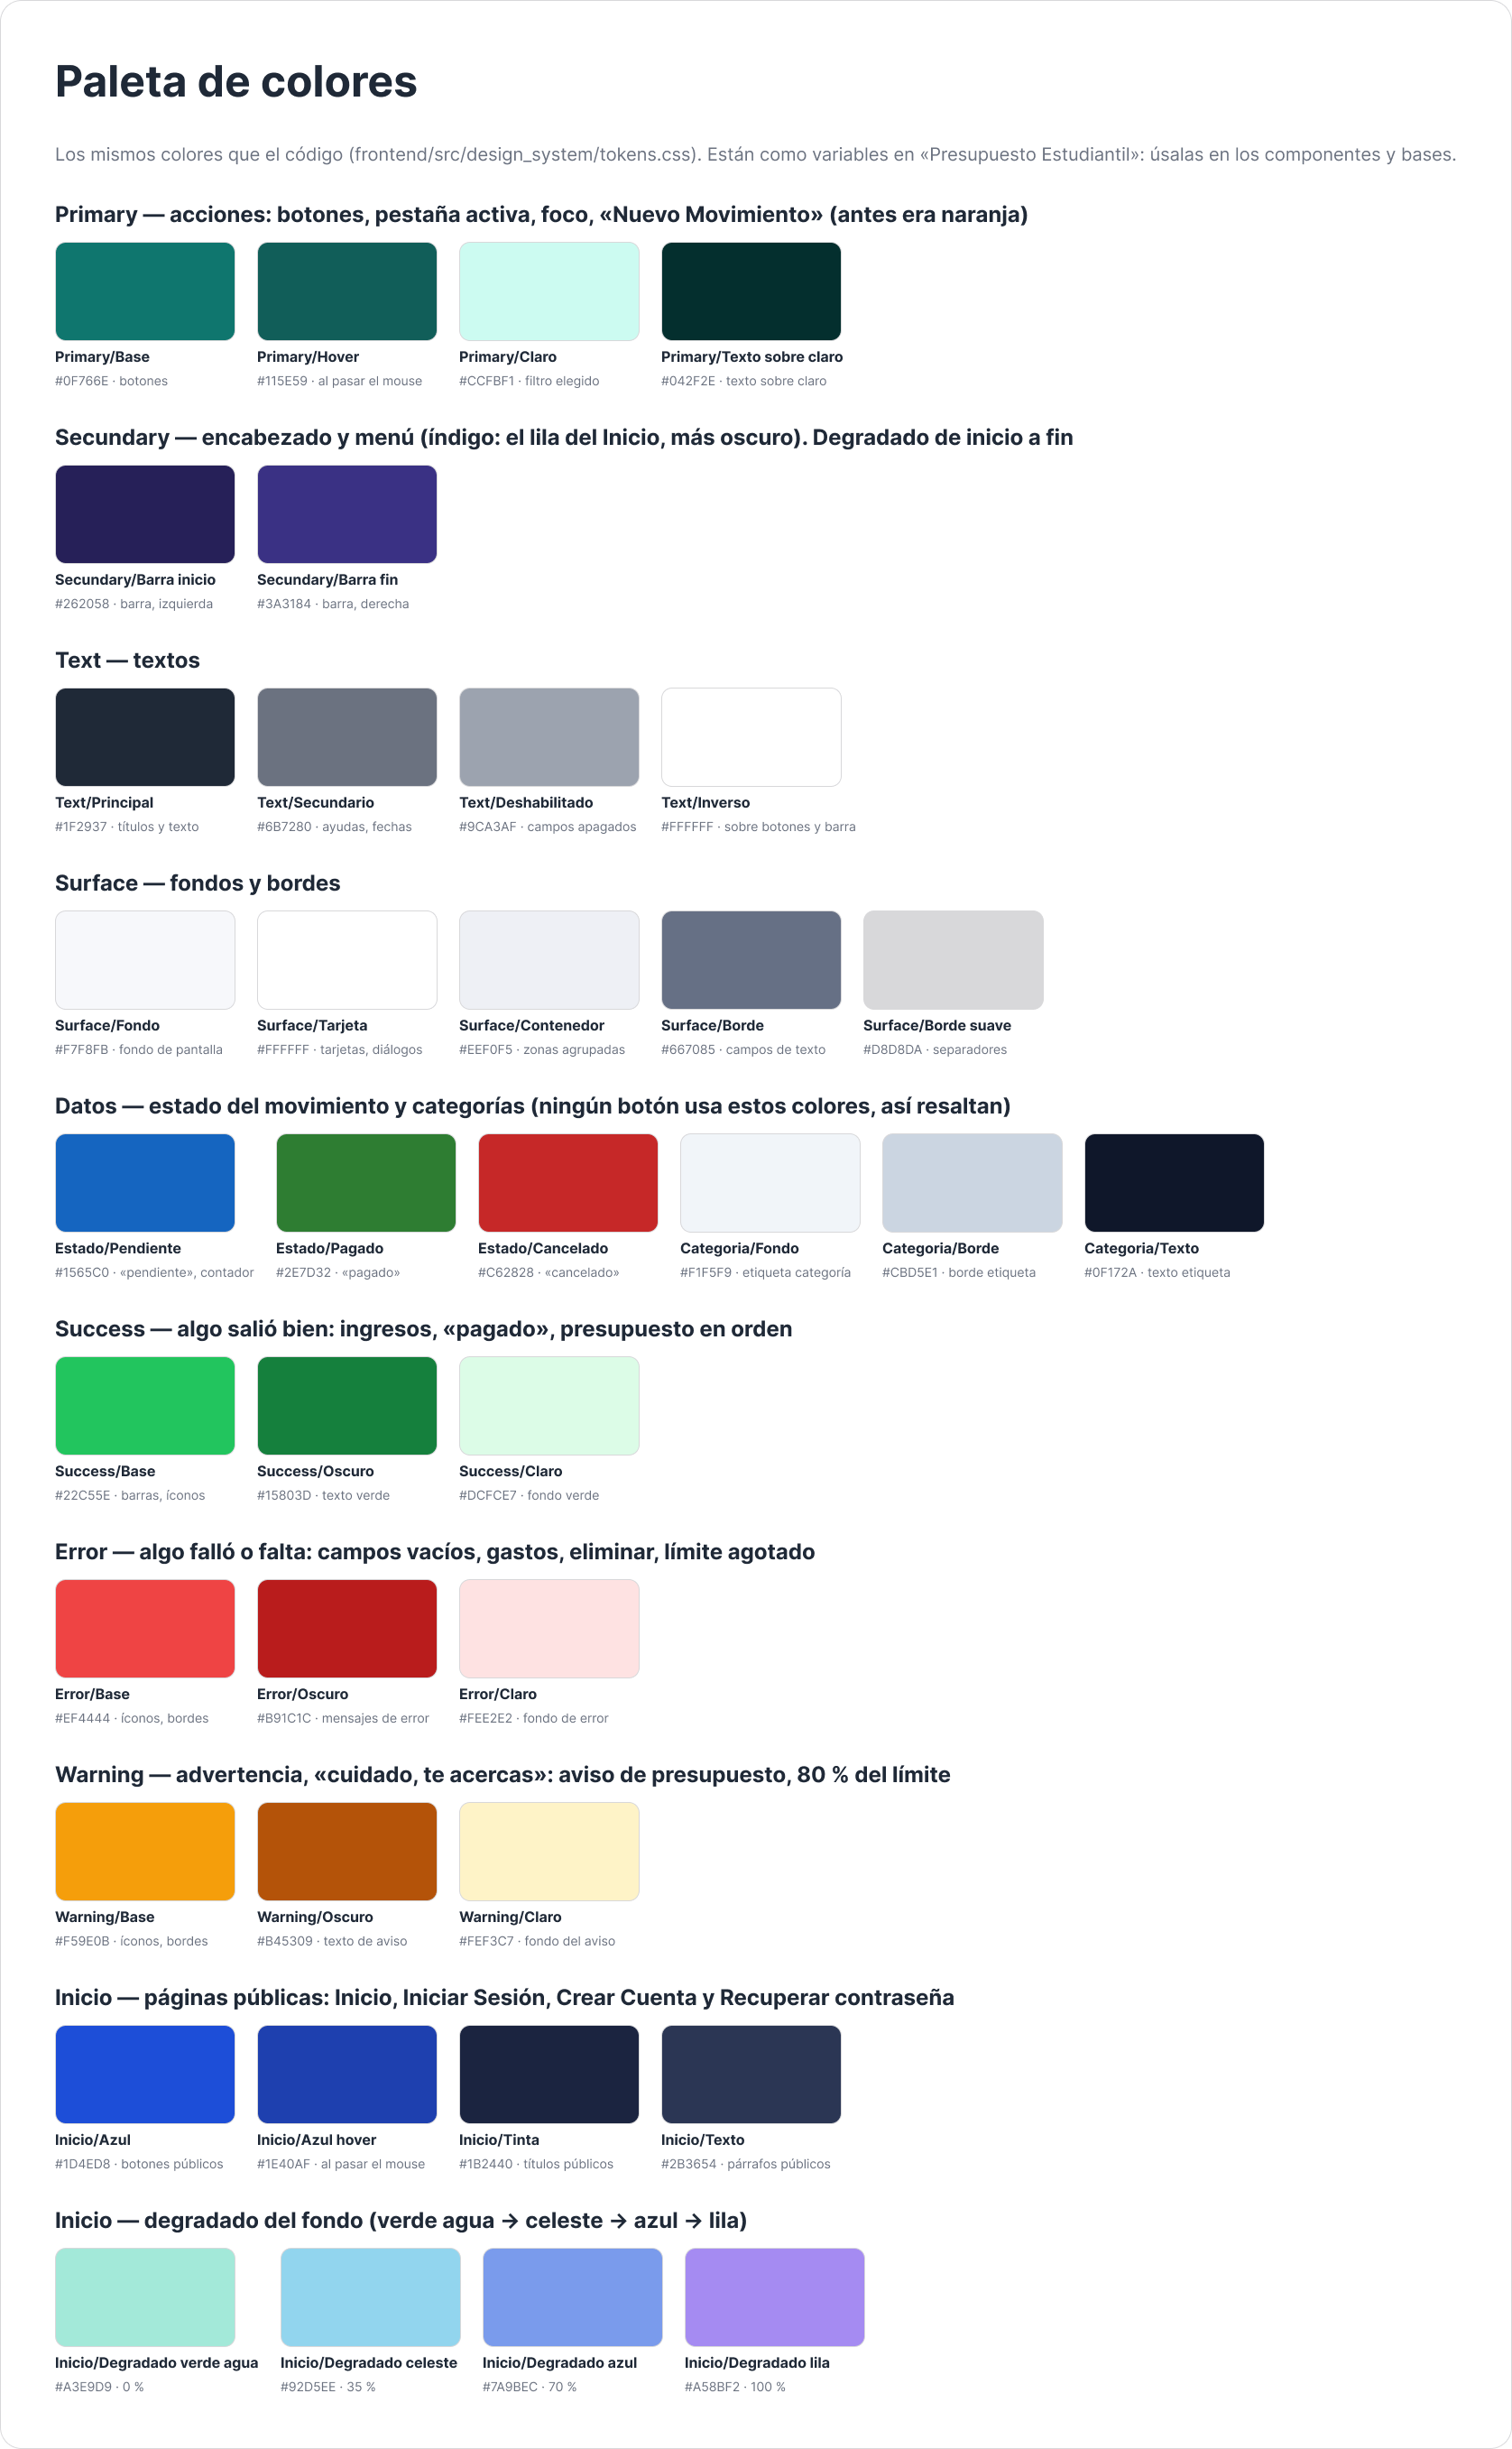 Paleta de colores
Los mismos colores que el código (frontend/src/design_system/tokens.css). Están como variables en «Presupuesto Estudiantil»: úsalas en los componentes y bases.
Primary — acciones: botones, pestaña activa, foco, «Nuevo Movimiento» (antes era naranja)
Primary/Base Primary/Hover Primary/Claro Primary/Texto sobre claro
#0F766E · botones #115E59 · al pasar el mouse #CCFBF1 · filtro elegido #042F2E · texto sobre claro
Secundary — encabezado y menú (índigo: el lila del Inicio, más oscuro). Degradado de inicio a fin
Secundary/Barra inicio Secundary/Barra fin
#262058 · barra, izquierda #3A3184 · barra, derecha
Text — textos
Text/Principal Text/Secundario Text/Deshabilitado Text/Inverso
#1F2937 · títulos y texto #6B7280 · ayudas, fechas #9CA3AF · campos apagados #FFFFFF · sobre botones y barra
Surface — fondos y bordes
Surface/Fondo Surface/Tarjeta Surface/Contenedor Surface/Borde Surface/Borde suave
#F7F8FB · fondo de pantalla #FFFFFF · tarjetas, diálogos #EEF0F5 · zonas agrupadas #667085 · campos de texto #D8D8DA · separadores
Datos — estado del movimiento y categorías (ningún botón usa estos colores, así resaltan)
Estado/Pendiente Estado/Pagado Estado/Cancelado Categoria/Fondo Categoria/Borde Categoria/Texto
#1565C0 · «pendiente», contador #2E7D32 · «pagado» #C62828 · «cancelado» #F1F5F9 · etiqueta categoría #CBD5E1 · borde etiqueta #0F172A · texto etiqueta
Success — algo salió bien: ingresos, «pagado», presupuesto en orden
Success/Base Success/Oscuro Success/Claro
#22C55E · barras, íconos #15803D · texto verde #DCFCE7 · fondo verde
Error — algo falló o falta: campos vacíos, gastos, eliminar, límite agotado
Error/Base Error/Oscuro Error/Claro
#EF4444 · íconos, bordes #B91C1C · mensajes de error #FEE2E2 · fondo de error
Warning — advertencia, «cuidado, te acercas»: aviso de presupuesto, 80 % del límite
Warning/Base Warning/Oscuro Warning/Claro
#F59E0B · íconos, bordes #B45309 · texto de aviso #FEF3C7 · fondo del aviso
Inicio — páginas públicas: Inicio, Iniciar Sesión, Crear Cuenta y Recuperar contraseña
Inicio/Azul Inicio/Azul hover Inicio/Tinta Inicio/Texto
#1D4ED8 · botones públicos #1E40AF · al pasar el mouse #1B2440 · títulos públicos #2B3654 · párrafos públicos
Inicio — degradado del fondo (verde agua → celeste → azul → lila)
Inicio/Degradado verde agua Inicio/Degradado celeste Inicio/Degradado azul Inicio/Degradado lila
#A3E9D9 · 0 % #92D5EE · 35 % #7A9BEC · 70 % #A58BF2 · 100 %